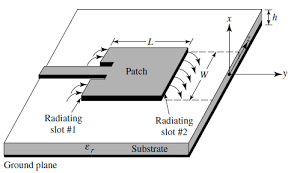 x
h
L
Patch
W
y
Radiating
slot #1
Radiating
slot #2
εr
Substrate
Ground plane